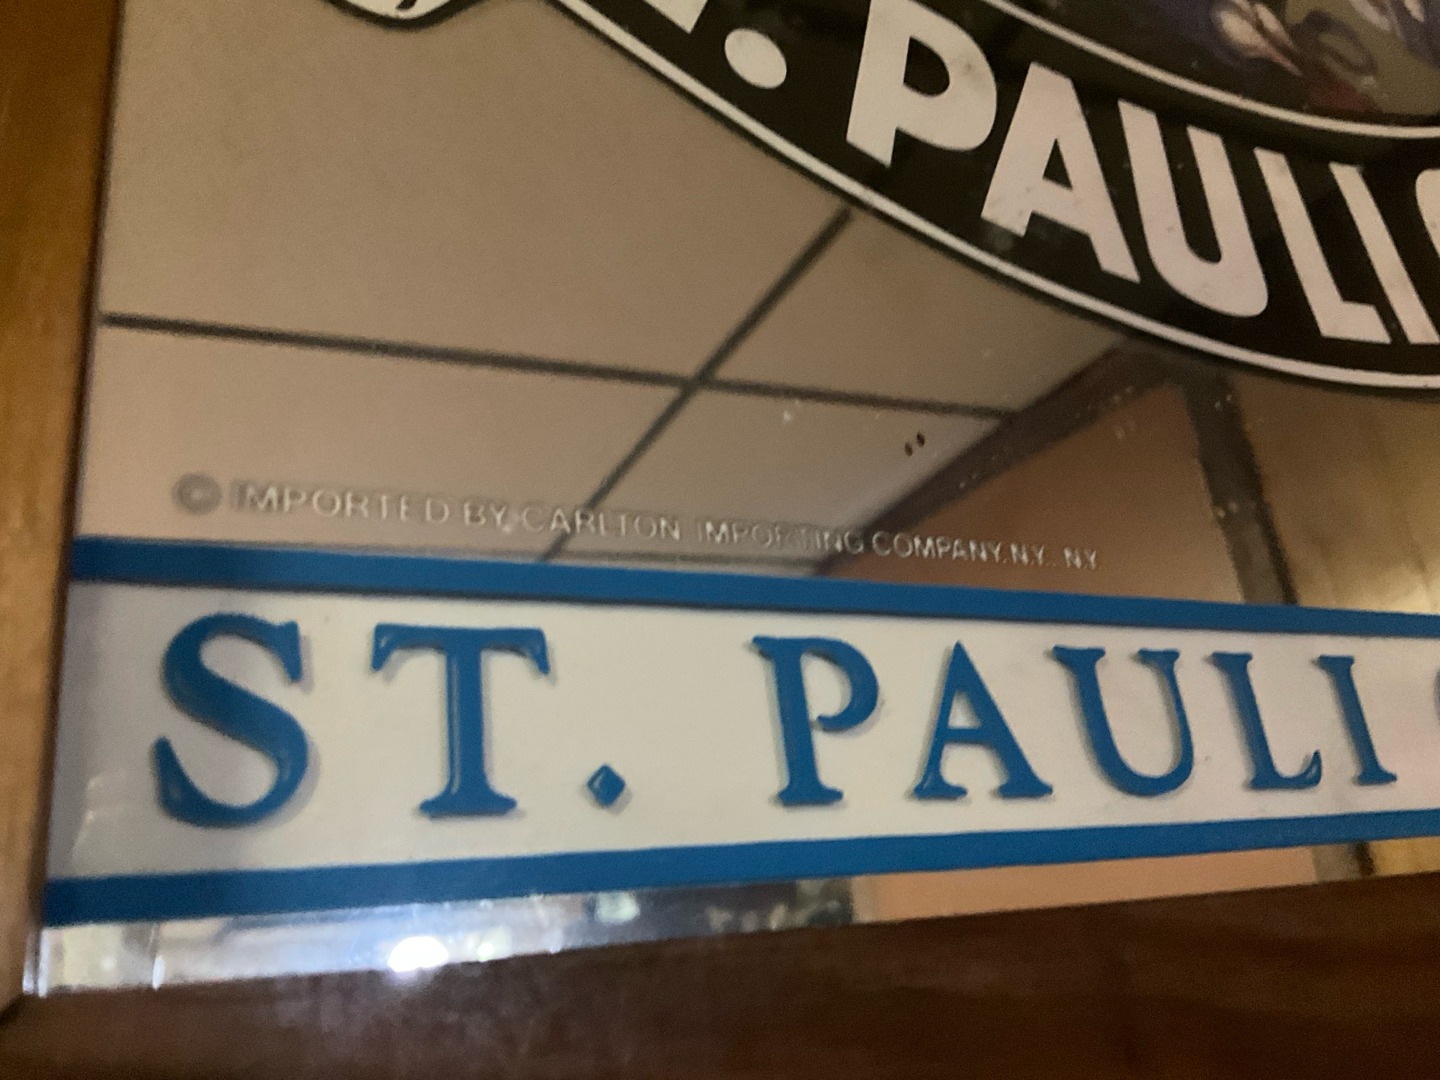 . PAULI
© IMPORTED BY CARLTON IMPORTING COMPANY. N.Y., N.Y.
ST. PAULI